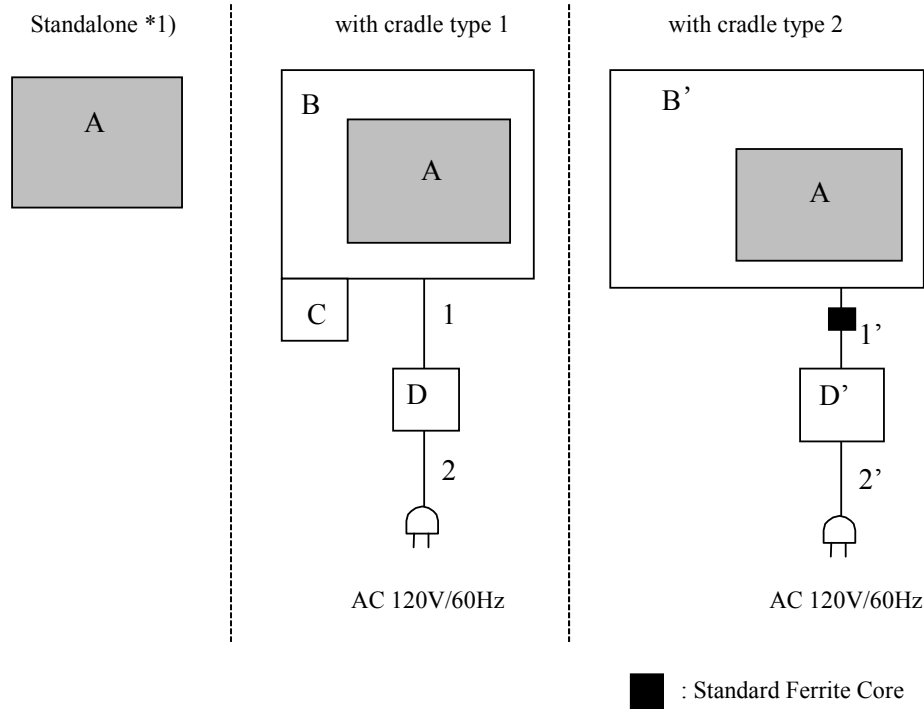 Standalone *1)
with cradle type 1
with cradle type 2
A
B
A
C
1
D
2
AC 120V/60Hz
B’
A
1’
D’
2’
AC 120V/60Hz
: Standard Ferrite Core